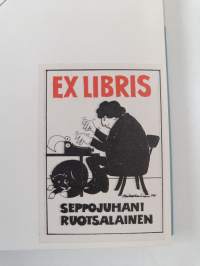 EX LIBRIS
SEPPOJUHANI
RUOTSALAINEN